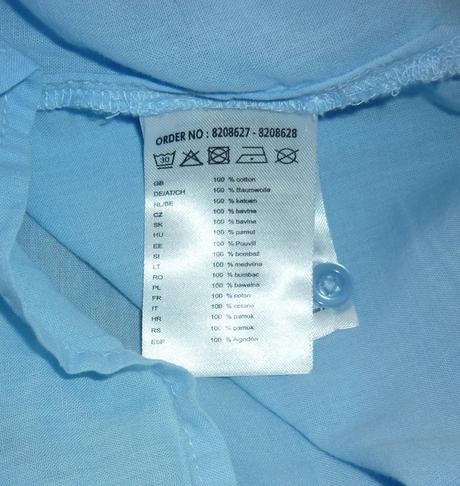 ORDER NO : 8208627 - 8208628
30
GB 100 % cotton
DE/AT/CH 100 % Baumwolle
NL/BE 100 % katoen
CZ 100 % bavlna
SK 100 % bavlna
HU 100 % pamut
EE 100 % Puuvill
SI 100 % bombaž
LT 100 % medvilna
RO 100 % bumbac
PL 100 % bawełna
FR 100 % coton
IT 100 % cotone
HR 100 % pamuk
RS 100 % pamuk
ESP 100 % Algodón